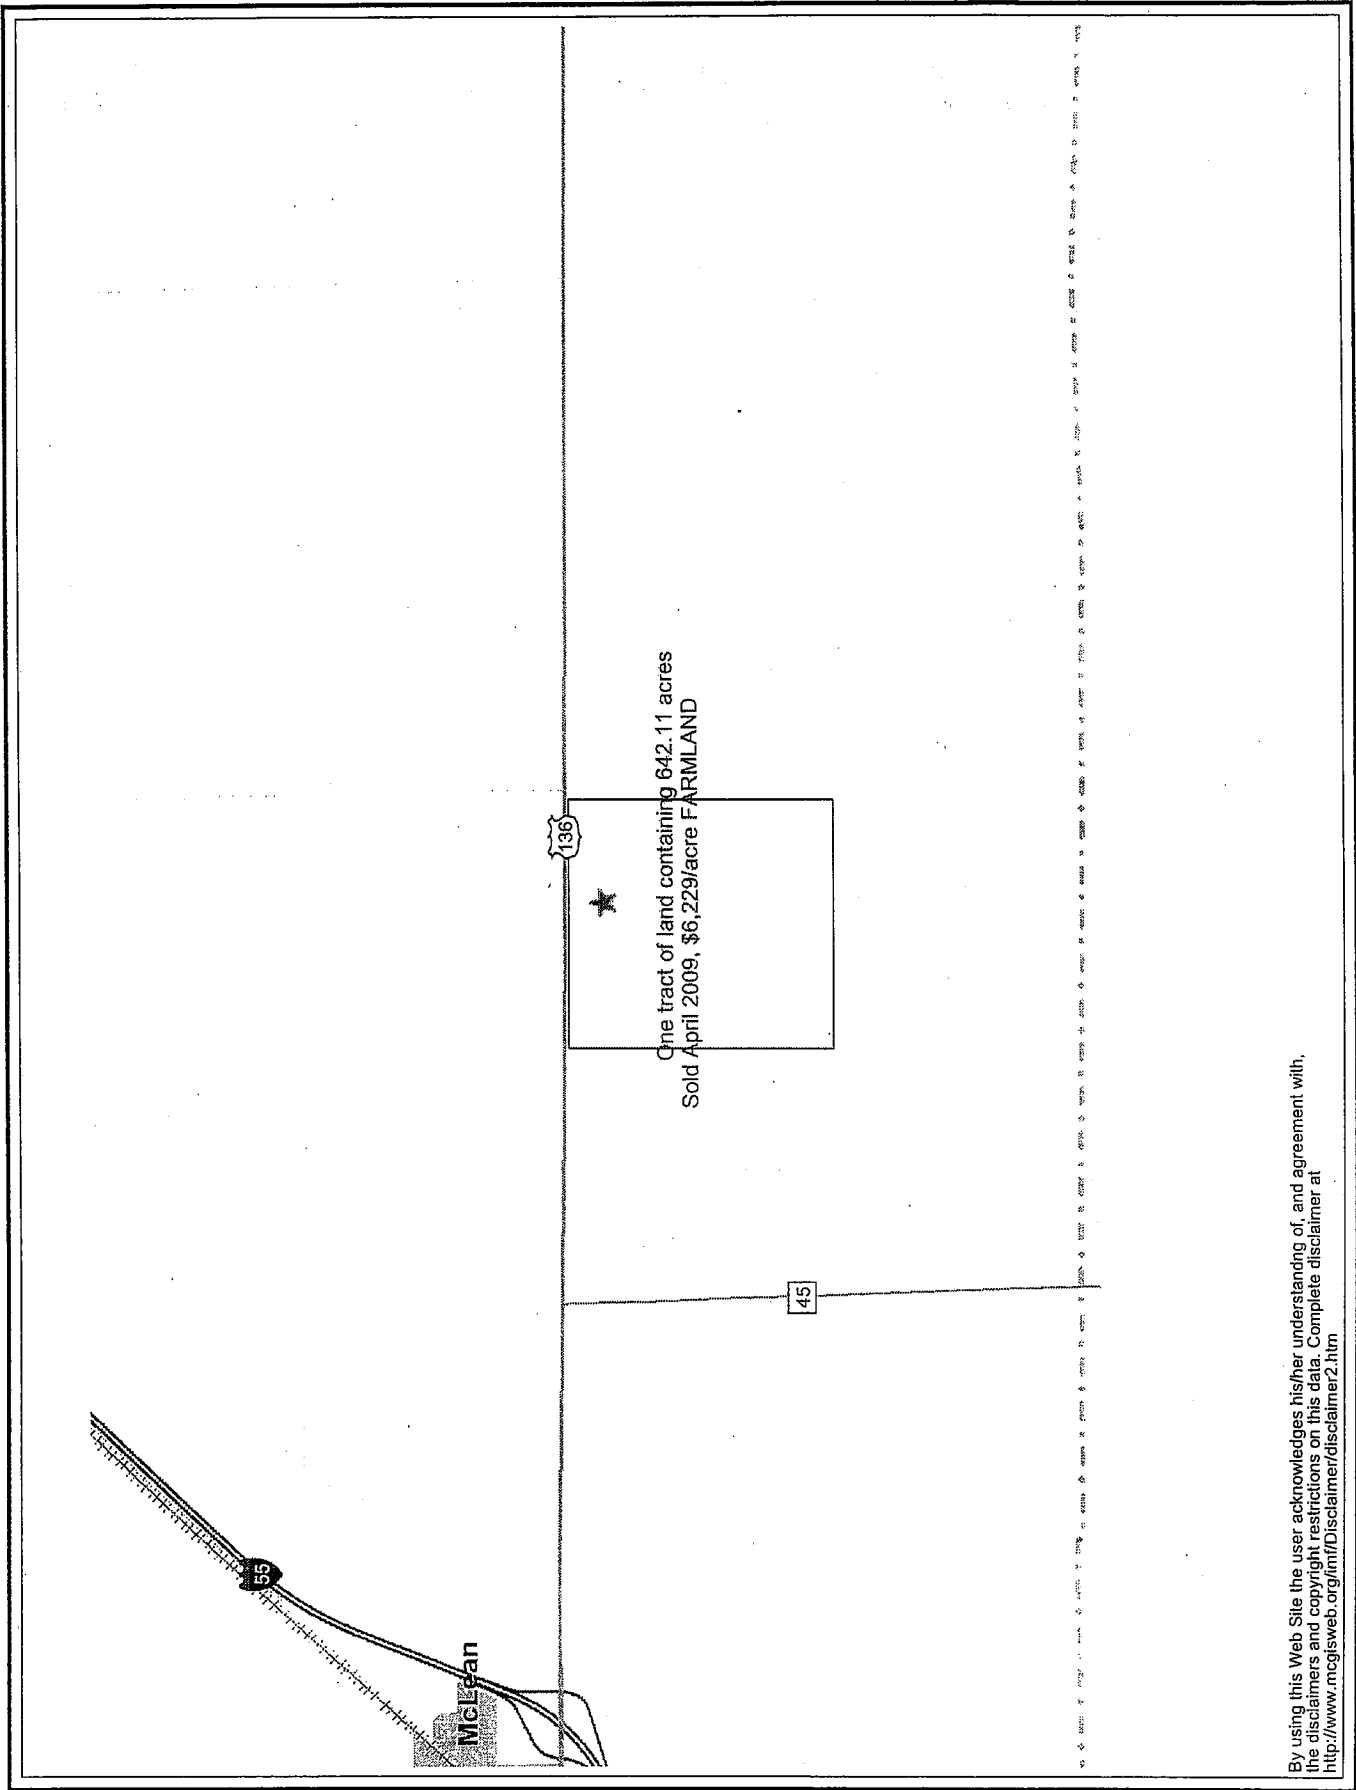 55
McLean
136
One tract of land containing 642.11 acres
Sold April 2009, $6,229/acre FARMLAND
45
By using this Web Site the user acknowledges his/her understandng of, and agreement with,
the disclaimers and copyright restrictions on this data. Complete disclaimer at
http://www.mcgisweb.org/imf/Disclaimer/disclaimer2.htm